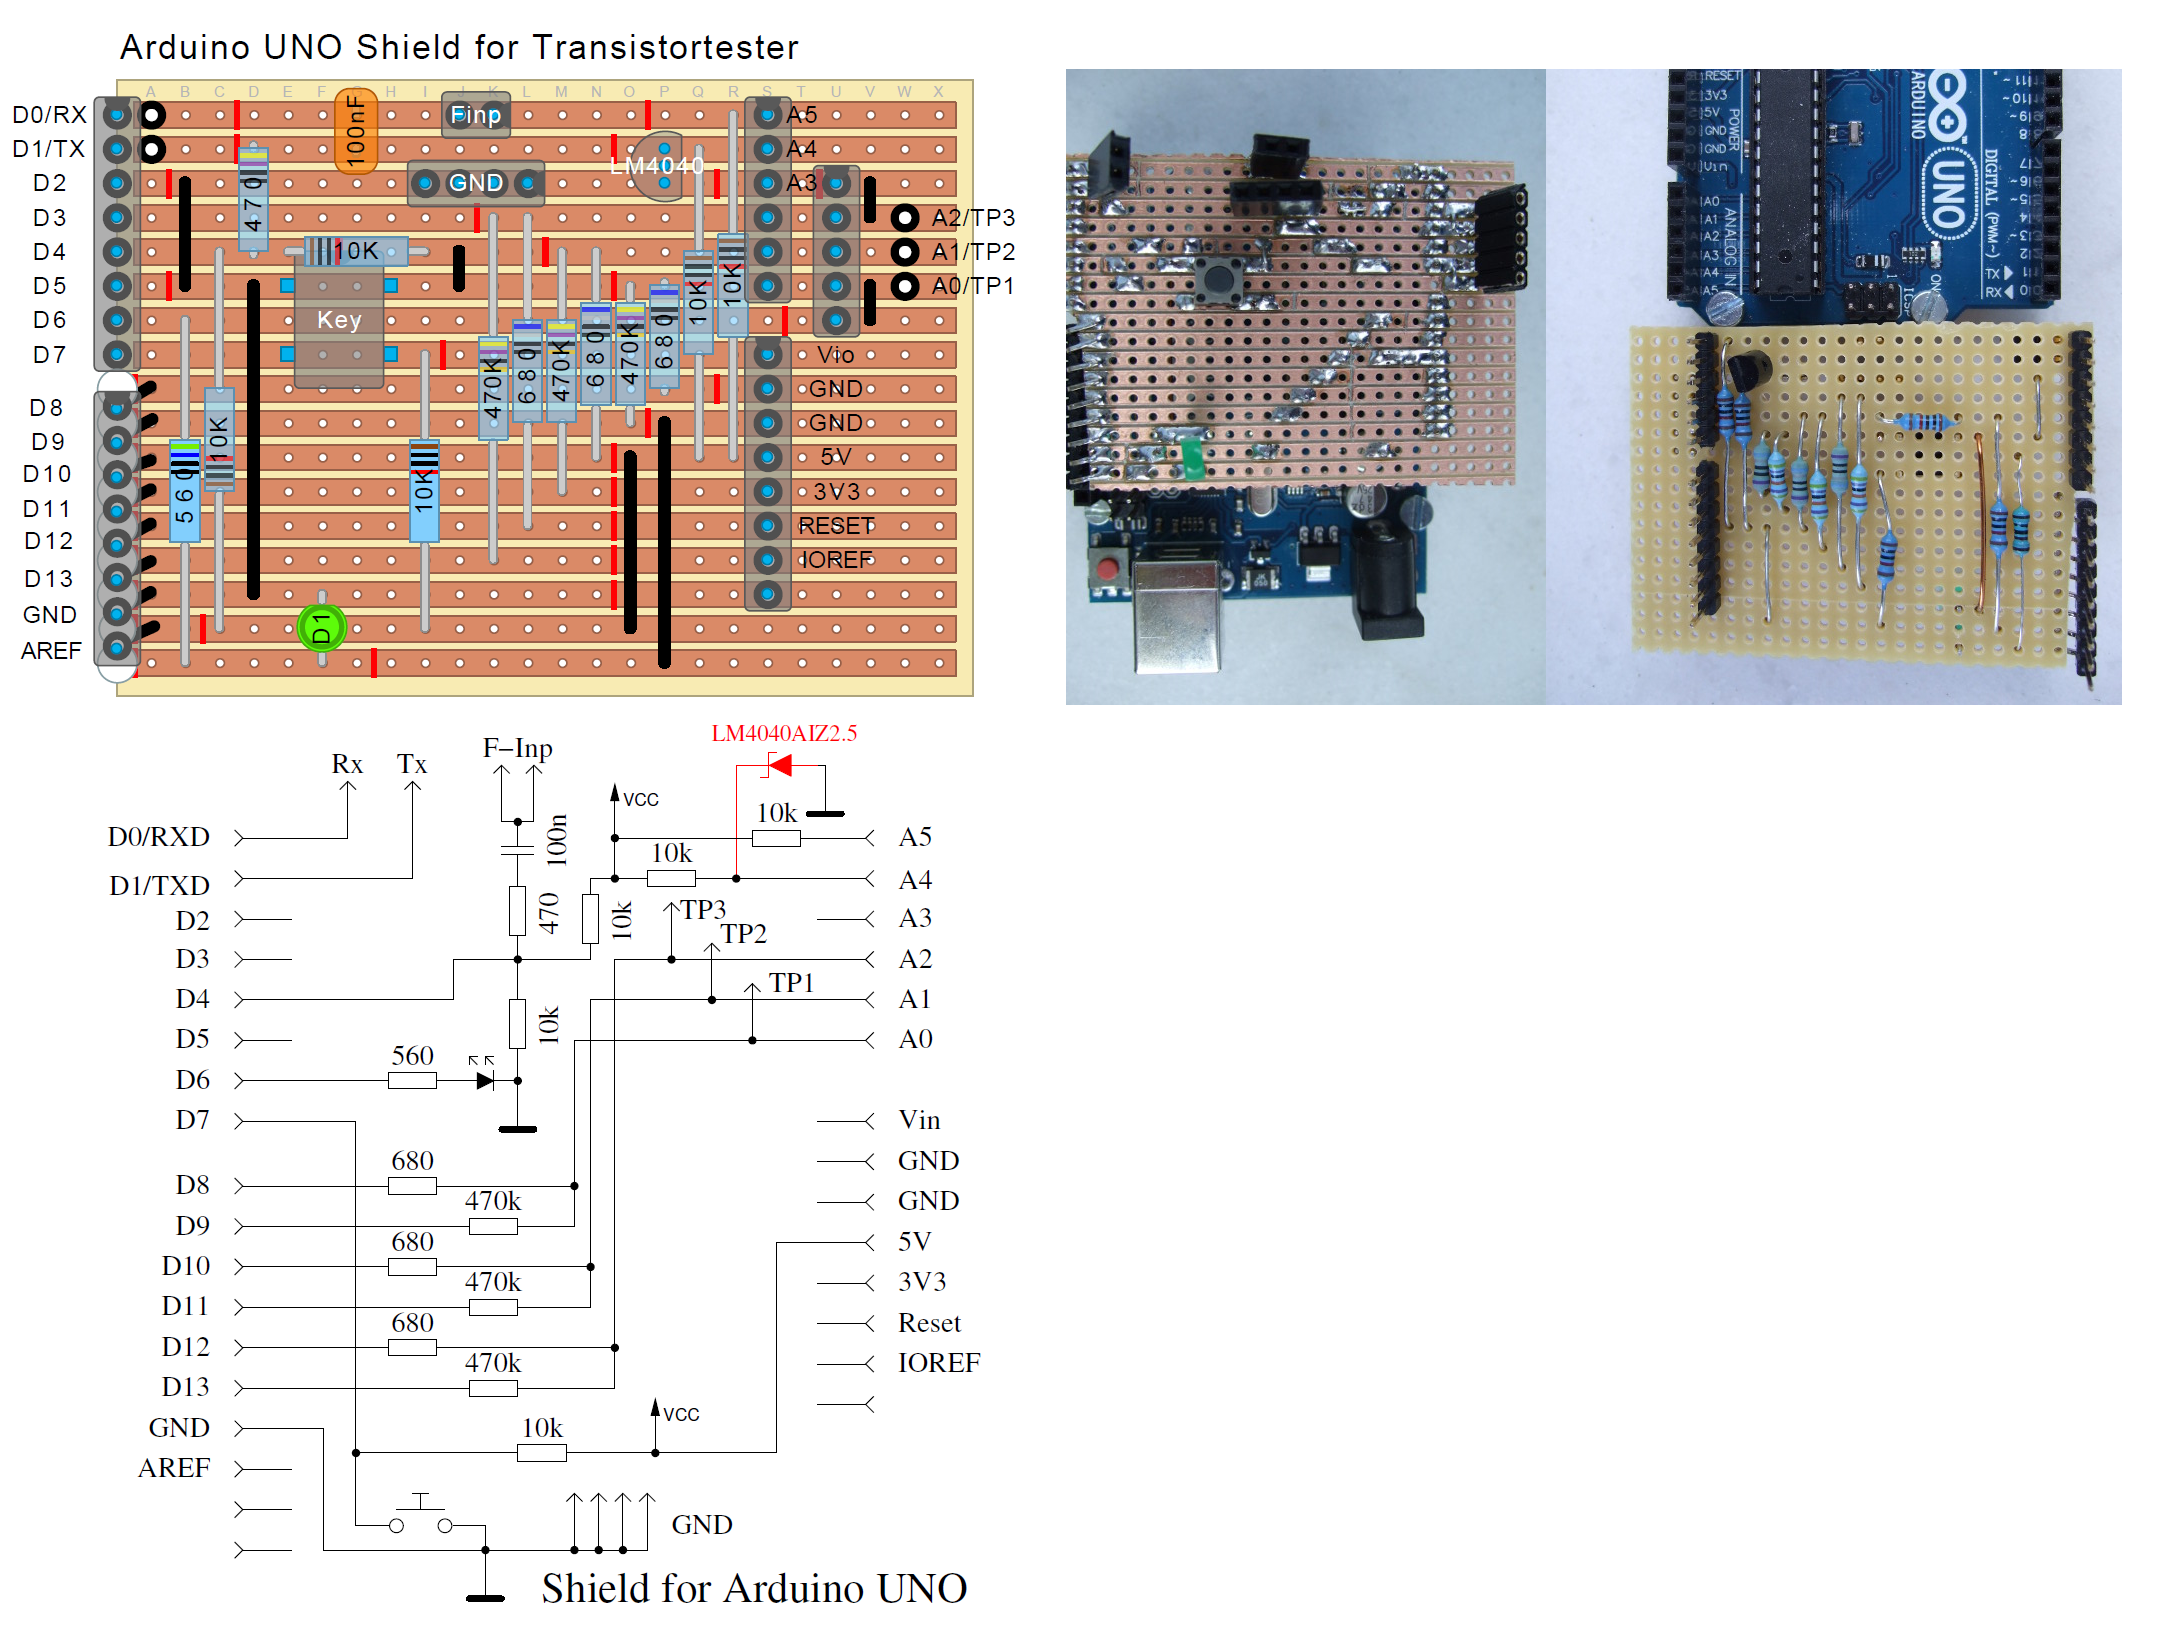 Arduino UNO Shield for Transistortester
A B C D E F G H I J K L M N O P Q R S T U V W X
D0/RX
D1/TX
D2
D3
D4
D5
D6
D7
D8
D9
D10
D11
D12
D13
GND
AREF
100nF
Finp
GND
LM4040
470
10K
Key
10K
560
10K
470K
680
470K
680
470K
680
10K
10K
D1
A5
A4
A3
A2/TP3
A1/TP2
A0/TP1
Vio
GND
GND
5V
3V3
RESET
IOREF
RESET
3V3
5V
GND
GND
Vin
POWER
A0
A1
A2
A3
A4
A5
ANALOG IN
ARDUINO
UNO
DIGITAL (PWM~)
TX
RX
ON
LM4040AIZ2.5
F-Inp
Rx
Tx
VCC
D0/RXD
100n
10k
A5
10k
D1/TXD
A4
470
10k
TP3
D2
A3
TP2
D3
A2
TP1
D4
A1
10k
D5
A0
560
D6
D7
Vin
680
GND
D8
470k
GND
D9
680
5V
D10
470k
3V3
D11
680
Reset
D12
470k
IOREF
D13
VCC
GND
10k
AREF
GND
Shield for Arduino UNO